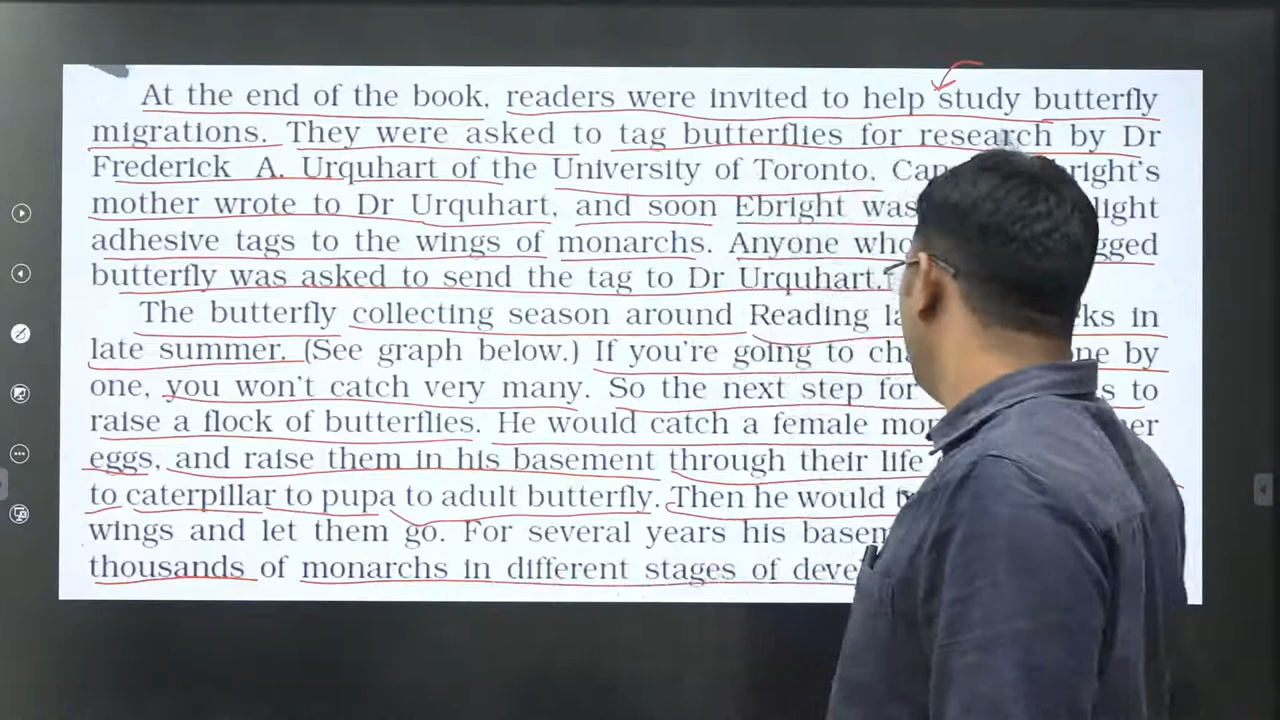 At the end of the book, readers were invited to help study butterfly
migrations. They were asked to tag butterflies for research by Dr
Frederick A. Urquhart of the University of Toronto.
mother wrote to Dr Urquhart, and soon Ebright was light
adhesive tags to the wings of monarchs. Anyone who
butterfly was asked to send the tag to Dr Urquhart.
The butterfly collecting season around Reading in
late summer. (See graph below.) If you're going to one by
one, you won't catch very many. So the next step for to
raise a flock of butterflies. He would catch a female
eggs, and raise them in his basement through their life
to caterpillar to pupa to adult butterfly. Then he would
wings and let them go. For several years his
thousands of monarchs in different stages of